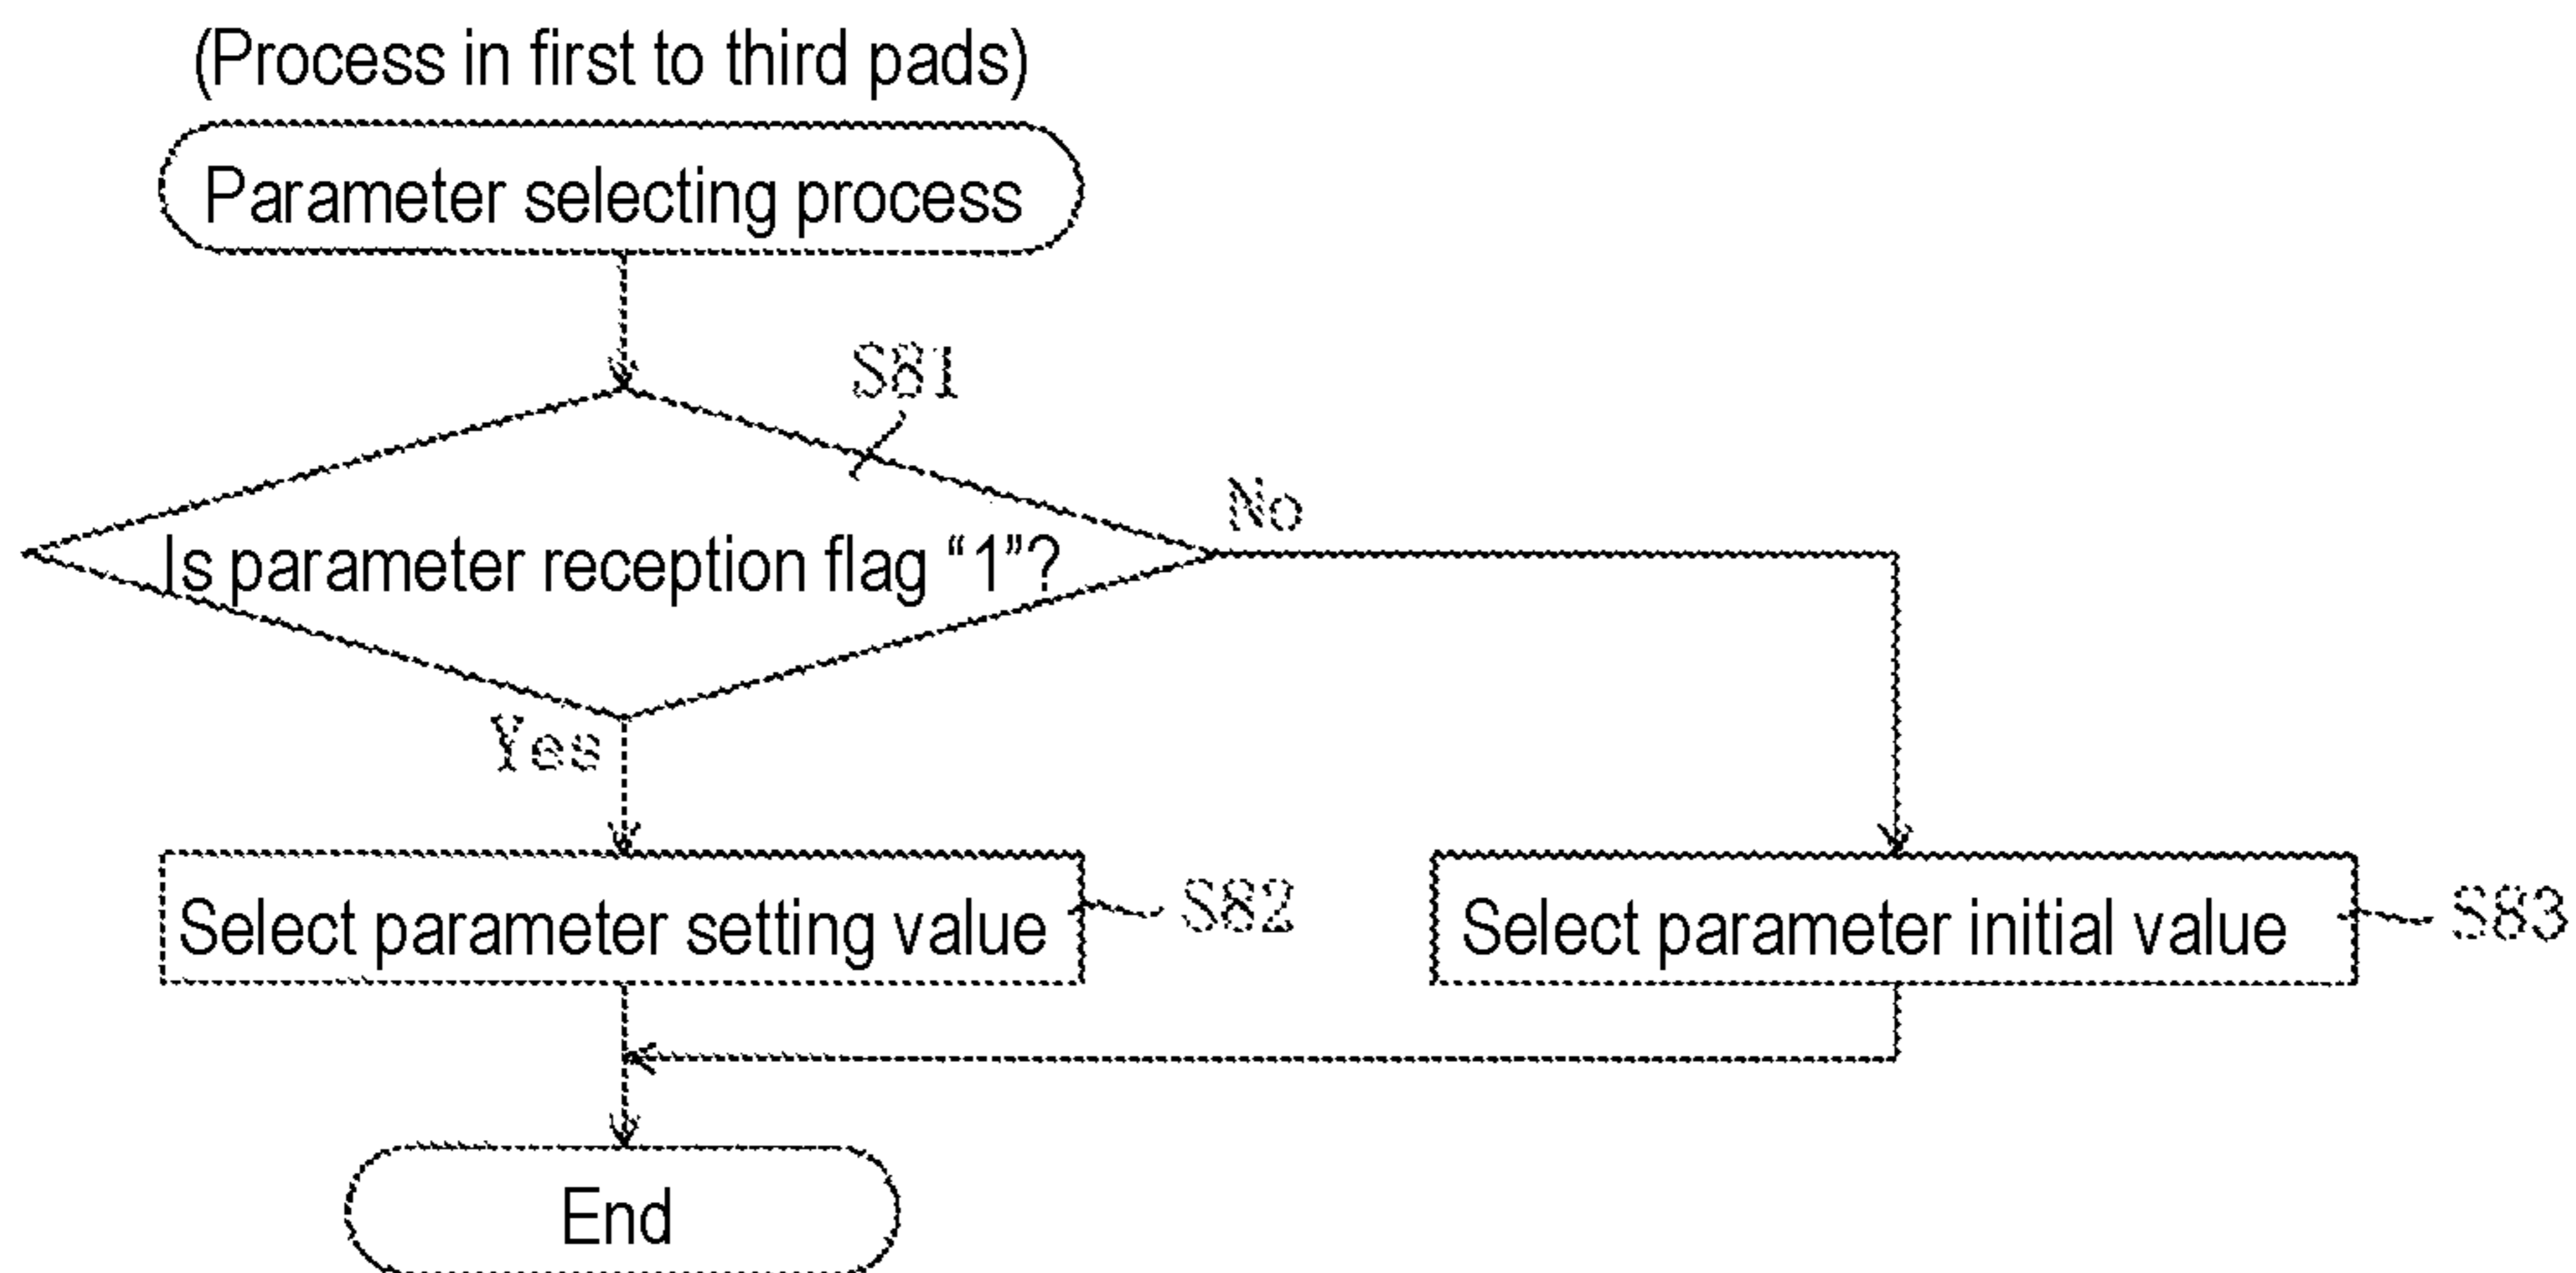 (Process in first to third pads)
Parameter selecting process
S81
No
Is parameter reception flag “1”?
Yes
Select parameter setting value
S82
Select parameter initial value
S83
End